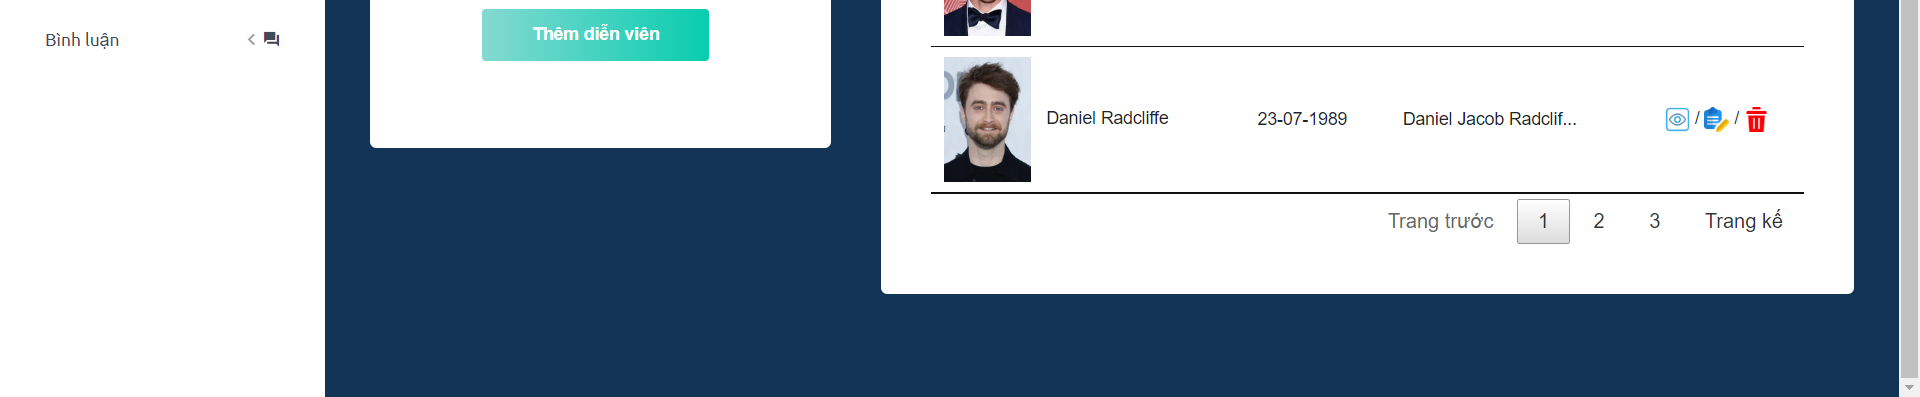 Bình luận
Thêm diễn viên
Daniel Radcliffe 23-07-1989 Daniel Jacob Radclif... / /
Trang trước 1 2 3 Trang kế